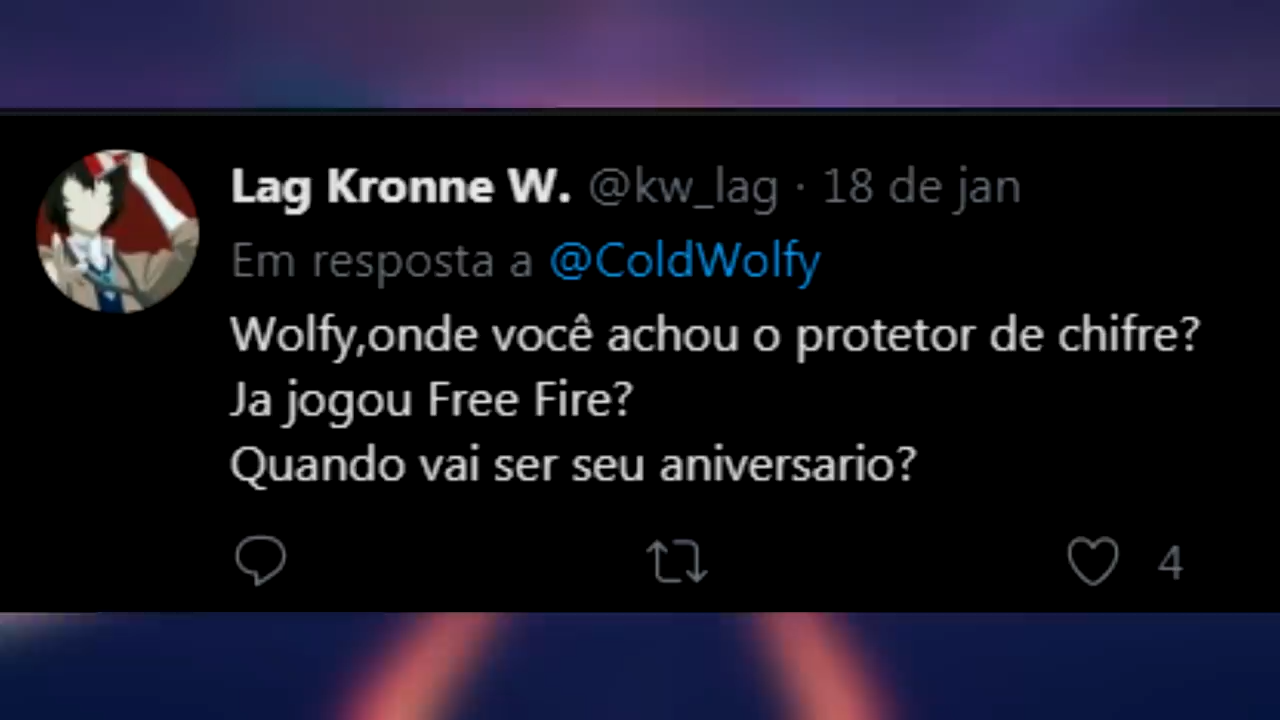 Lag Kronne W. @kw_lag · 18 de jan
Em resposta a @ColdWolfy
Wolfy,onde você achou o protetor de chifre?
Ja jogou Free Fire?
Quando vai ser seu aniversario?
4